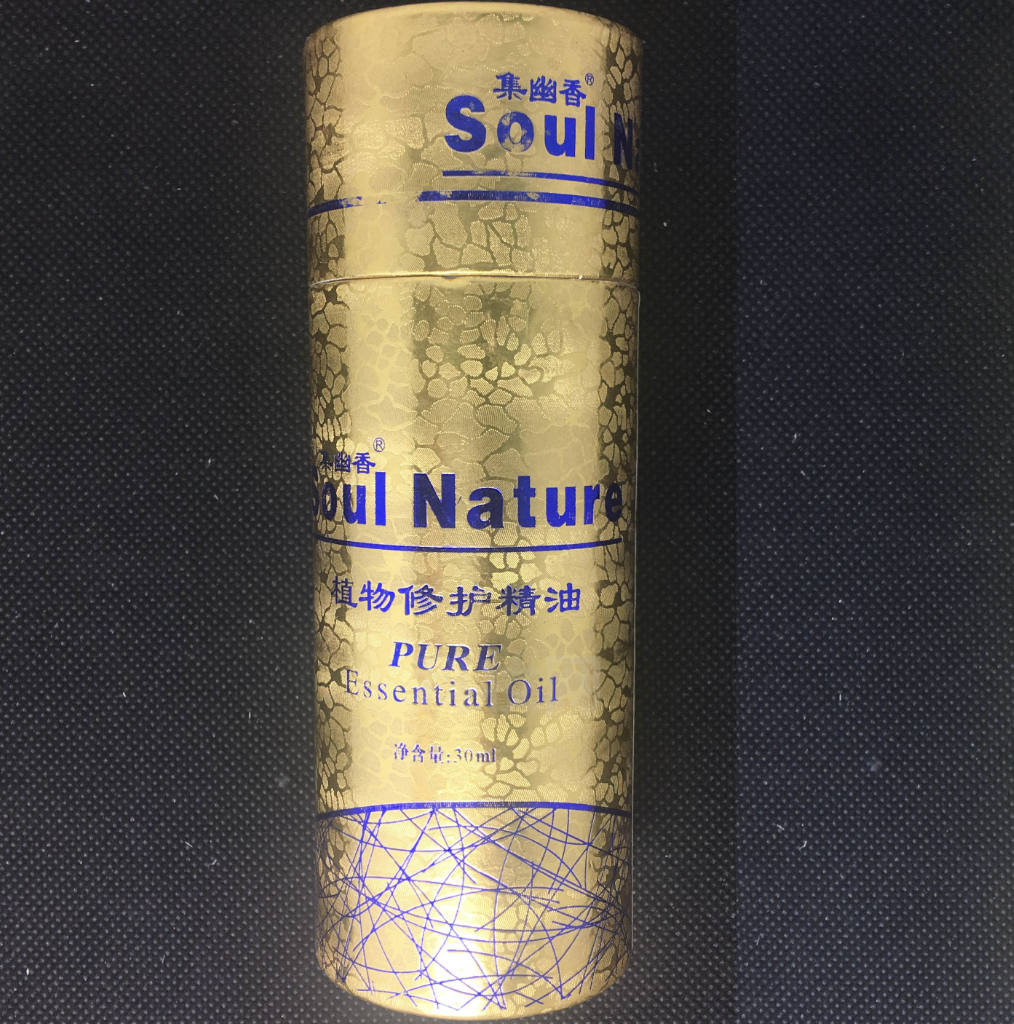 集幽香®
Soul Na
集幽香®
Soul Nature
植物修护精油
PURE
Essential Oil
净含量:30ml